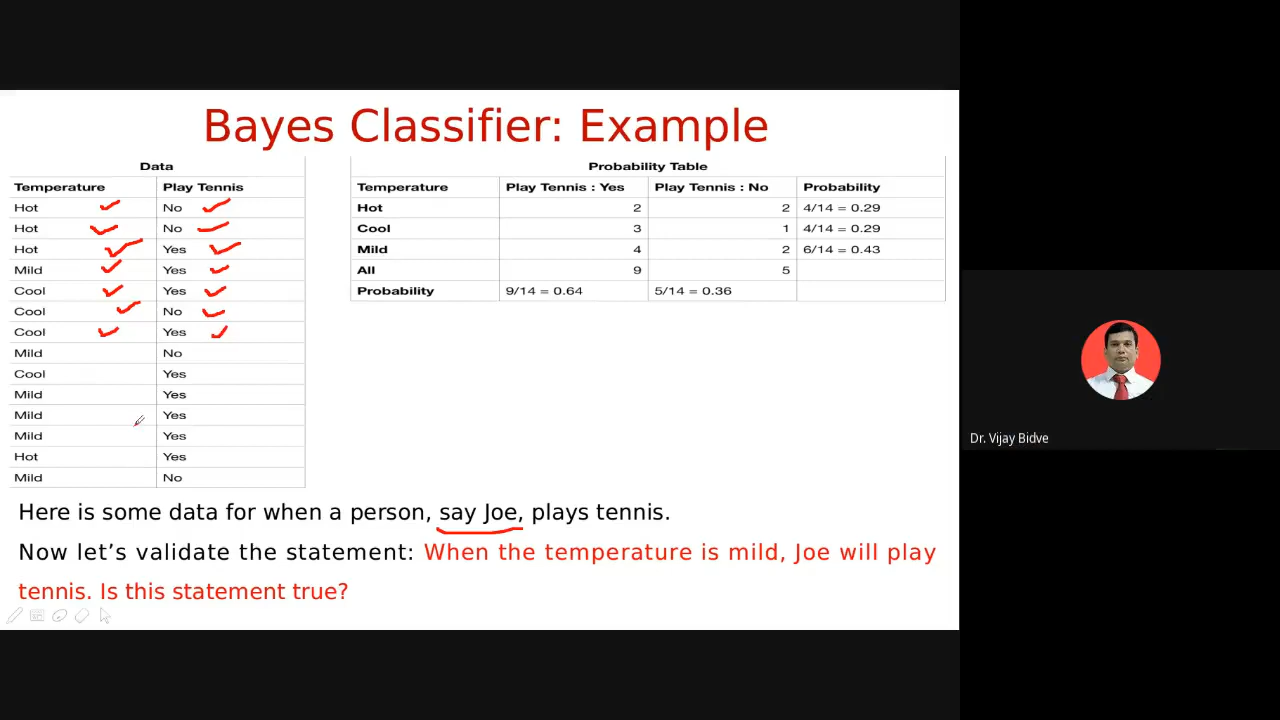 Bayes Classifier: Example
Data
Temperature Play Tennis
Hot No
Hot No
Hot Yes
Mild Yes
Cool Yes
Cool No
Cool Yes
Mild No
Cool Yes
Mild Yes
Mild Yes
Mild Yes
Hot Yes
Mild No
Probability Table
Temperature Play Tennis : Yes Play Tennis : No Probability
Hot 2 2 4/14 = 0.29
Cool 3 1 4/14 = 0.29
Mild 4 2 6/14 = 0.43
All 9 5
Probability 9/14 = 0.64 5/14 = 0.36
Here is some data for when a person, say Joe, plays tennis.
Now let’s validate the statement: When the temperature is mild, Joe will play
tennis. Is this statement true?
Dr. Vijay Bidve